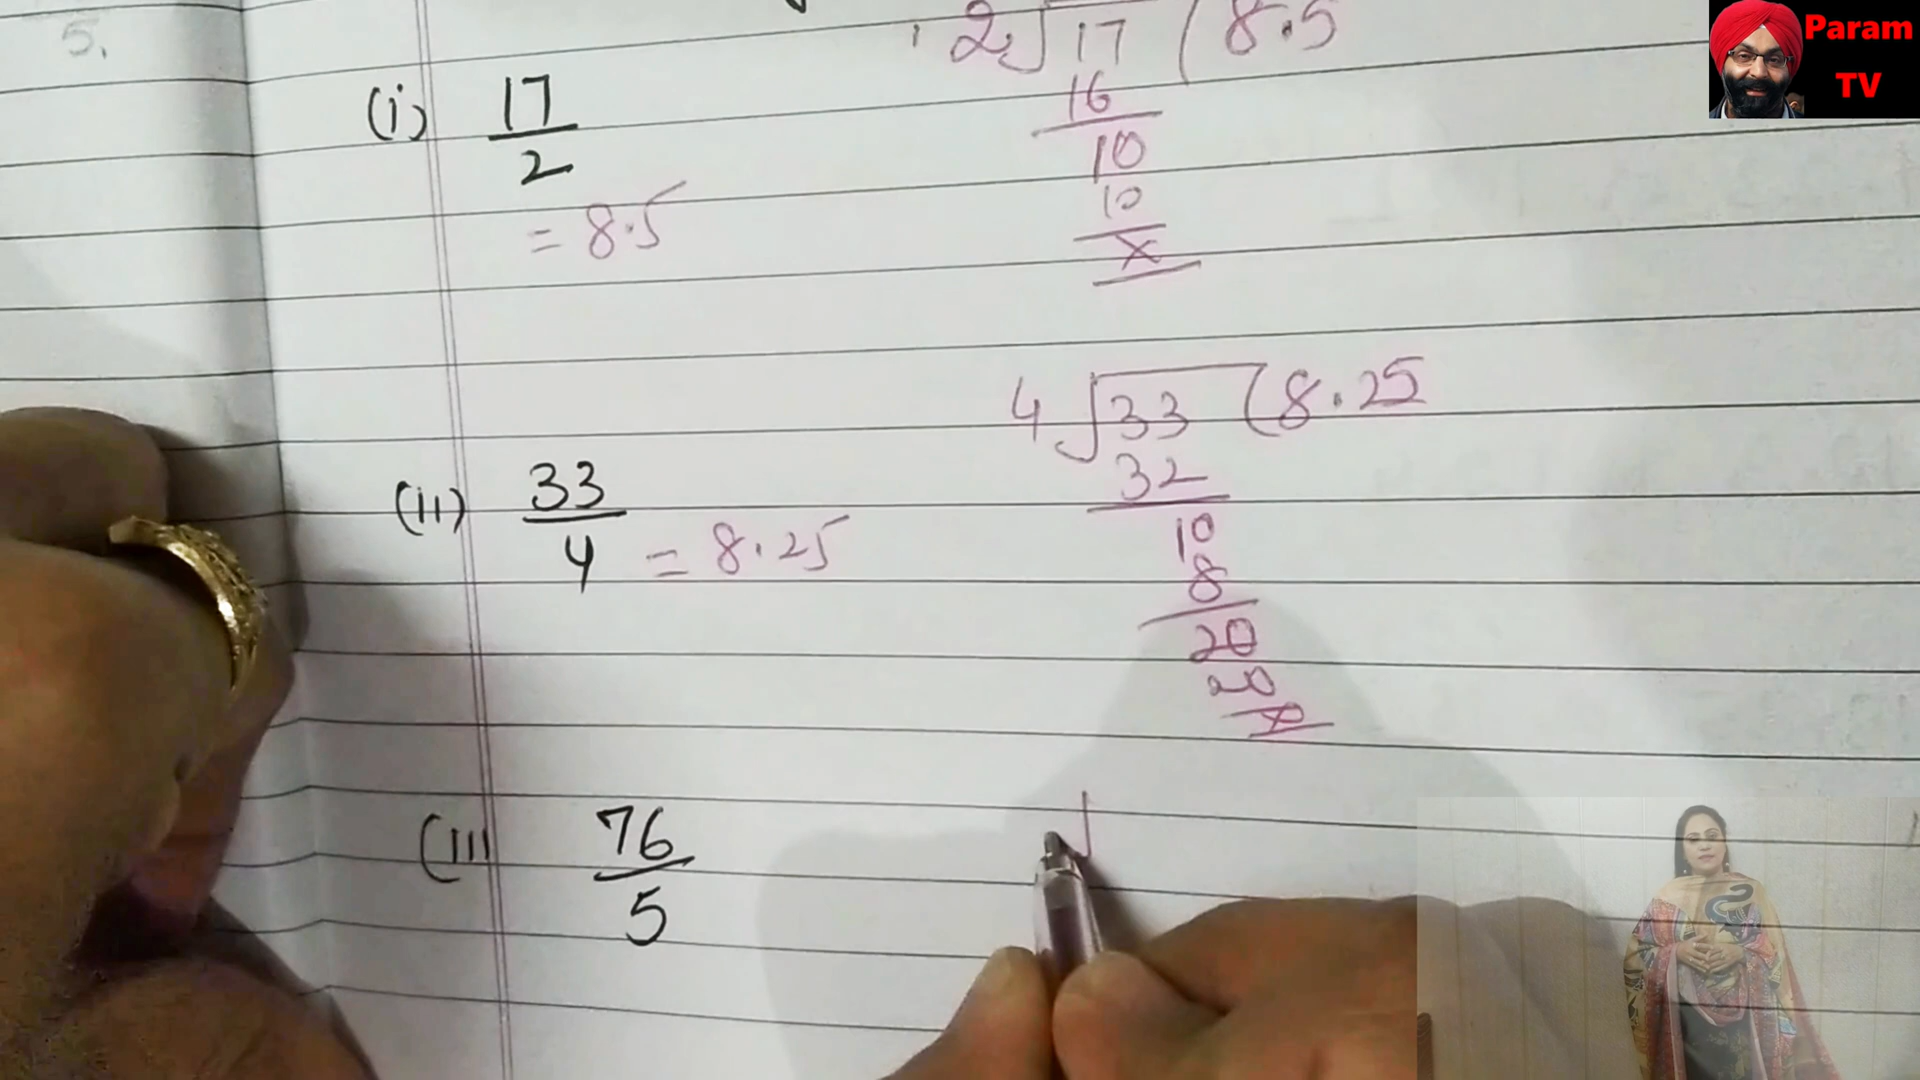 5.
2√17(8.5
16
10
10
×
(i) 17/2
= 8.5
4√33(8.25
32
10
8
20
20
×
(ii) 33/4 = 8.25
(iii 76/5
Param
TV